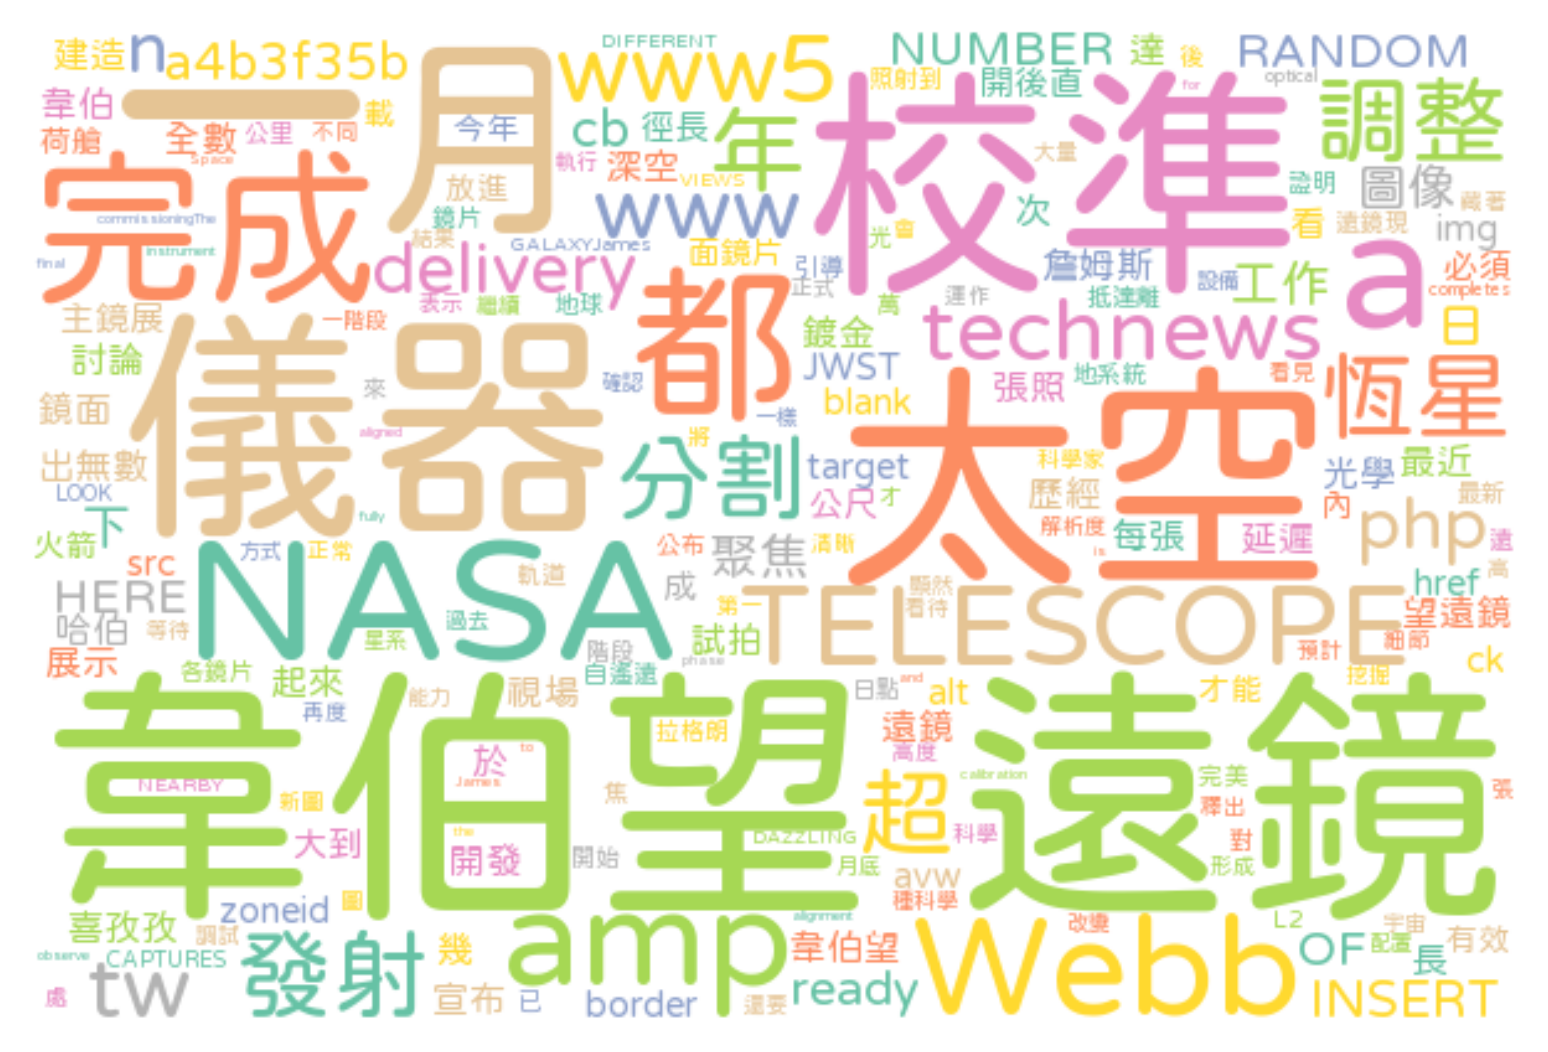 建造 n a4b3f35b 一月 www5 DIFFERENT NUMBER 達 後 RANDOM
韋伯 載 今年 cb 徑長 年 照射到 開後直 optical for 校準 調整
荷艙 全數 公里 不同 Space 執行 深空 VIEWS 大量 證明 圖像 藏著
完成 放進 鏡片 結果 www 次 看 遠鏡現 img
commissioningThe instrument final delivery GALAXYJames 面鏡片 引導 正式 光 會 詹姆斯 設備 工作 a 必須 completes
主鏡展 一階段 表示 繼續 地球 都 鍍金 萬 運作 抵達離 technews 日
討論 儀器 來 確認 JWST 張照 地系統 看見 恆星
鏡面 aligned 一樣 blank 太空
出無數 將 分割 target 科學家 光學 最近
LOOK 下 fully 公尺 才 歷經 內 最新
火箭 方式 正常 公布 聚焦 清晰 解析度 is 每張 延遲 php 遠
src NASA 軌道 成 顯然 href 高
HERE 第一 TELESCOPE 看待 望遠鏡
哈伯 等待 過去 星系 階段 試拍 phase 預計 細節
展示 各鏡片 起來 能力 視場 自遙遠 日點 and alt 才能 挖掘 ck
韋伯望遠鏡 再度 於 to 拉格朗 遠鏡 高度
NEARBY 新圖 James 焦 calibration 完美 釋出 張
大到 the 開發 開始 DAZZLING 月底 超 科學 對 形成
zoneid 圖 avw 種科學
喜孜孜 調試 發射 幾 amp alignment 韋伯望 Webb 改變 L2 宇宙
observe CAPTURES OF 配置 長 有效
處 tw 宣布 已 border 還要 ready INSERT